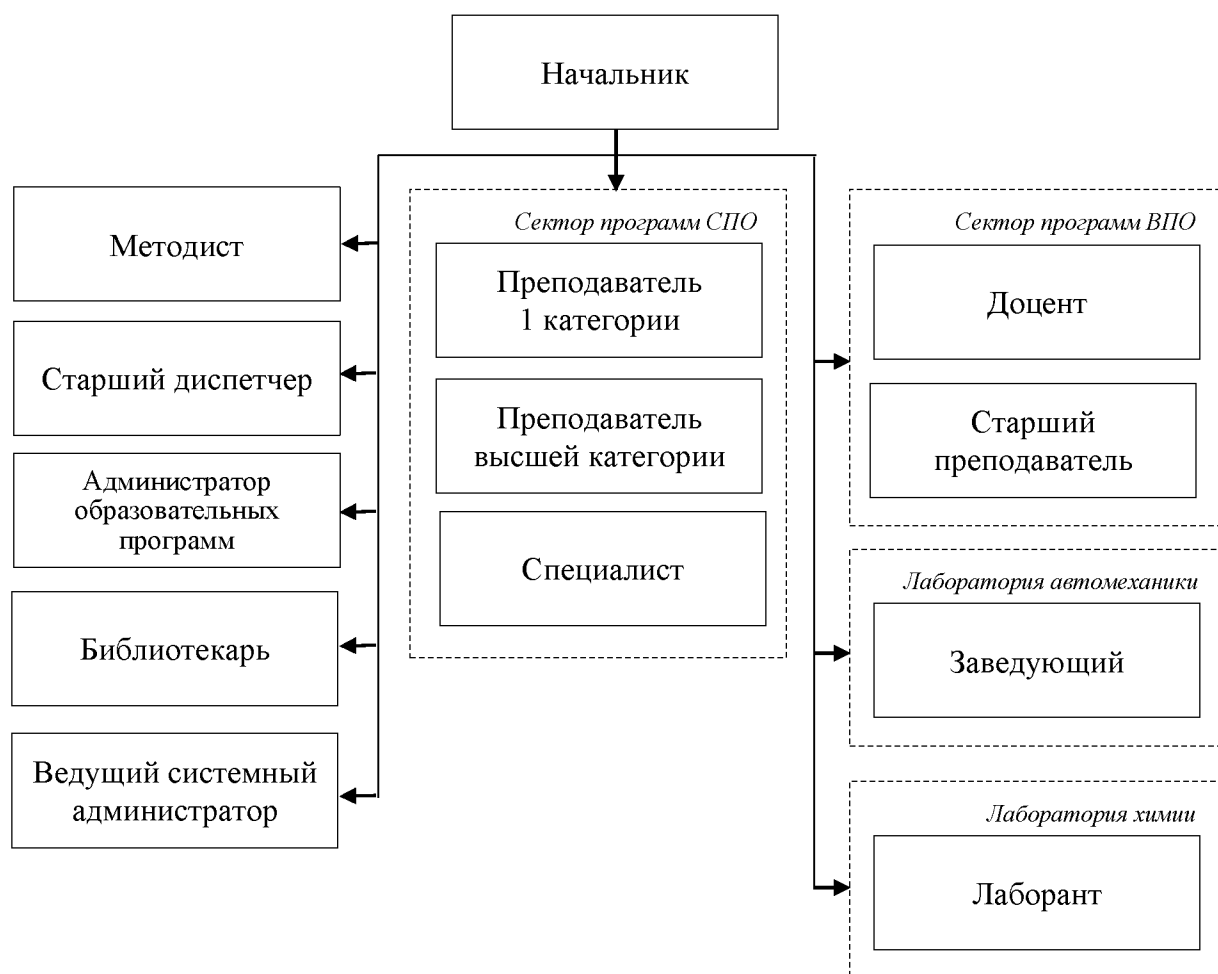 Начальник
Методист
Старший диспетчер
Администратор
образовательных
программ
Библиотекарь
Ведущий системный
администратор
Сектор программ СПО
Преподаватель
1 категории
Преподаватель
высшей категории
Специалист
Сектор программ ВПО
Доцент
Старший
преподаватель
Лаборатория автомеханики
Заведующий
Лаборатория химии
Лаборант